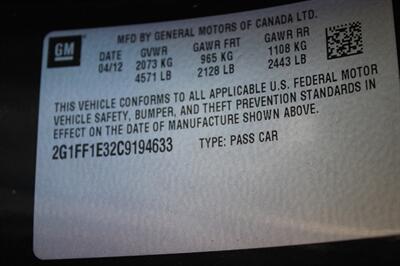 MFD BY GENERAL MOTORS OF CANADA LTD.
GM
DATE GVWR GAWR FRT GAWR RR
04/12 2073 KG 965 KG 1108 KG
4571 LB 2128 LB 2443 LB
THIS VEHICLE CONFORMS TO ALL APPLICABLE U.S. FEDERAL MOTOR
VEHICLE SAFETY, BUMPER, AND THEFT PREVENTION STANDARDS IN
EFFECT ON THE DATE OF MANUFACTURE SHOWN ABOVE.
2G1FF1E32C9194633 TYPE: PASS CAR